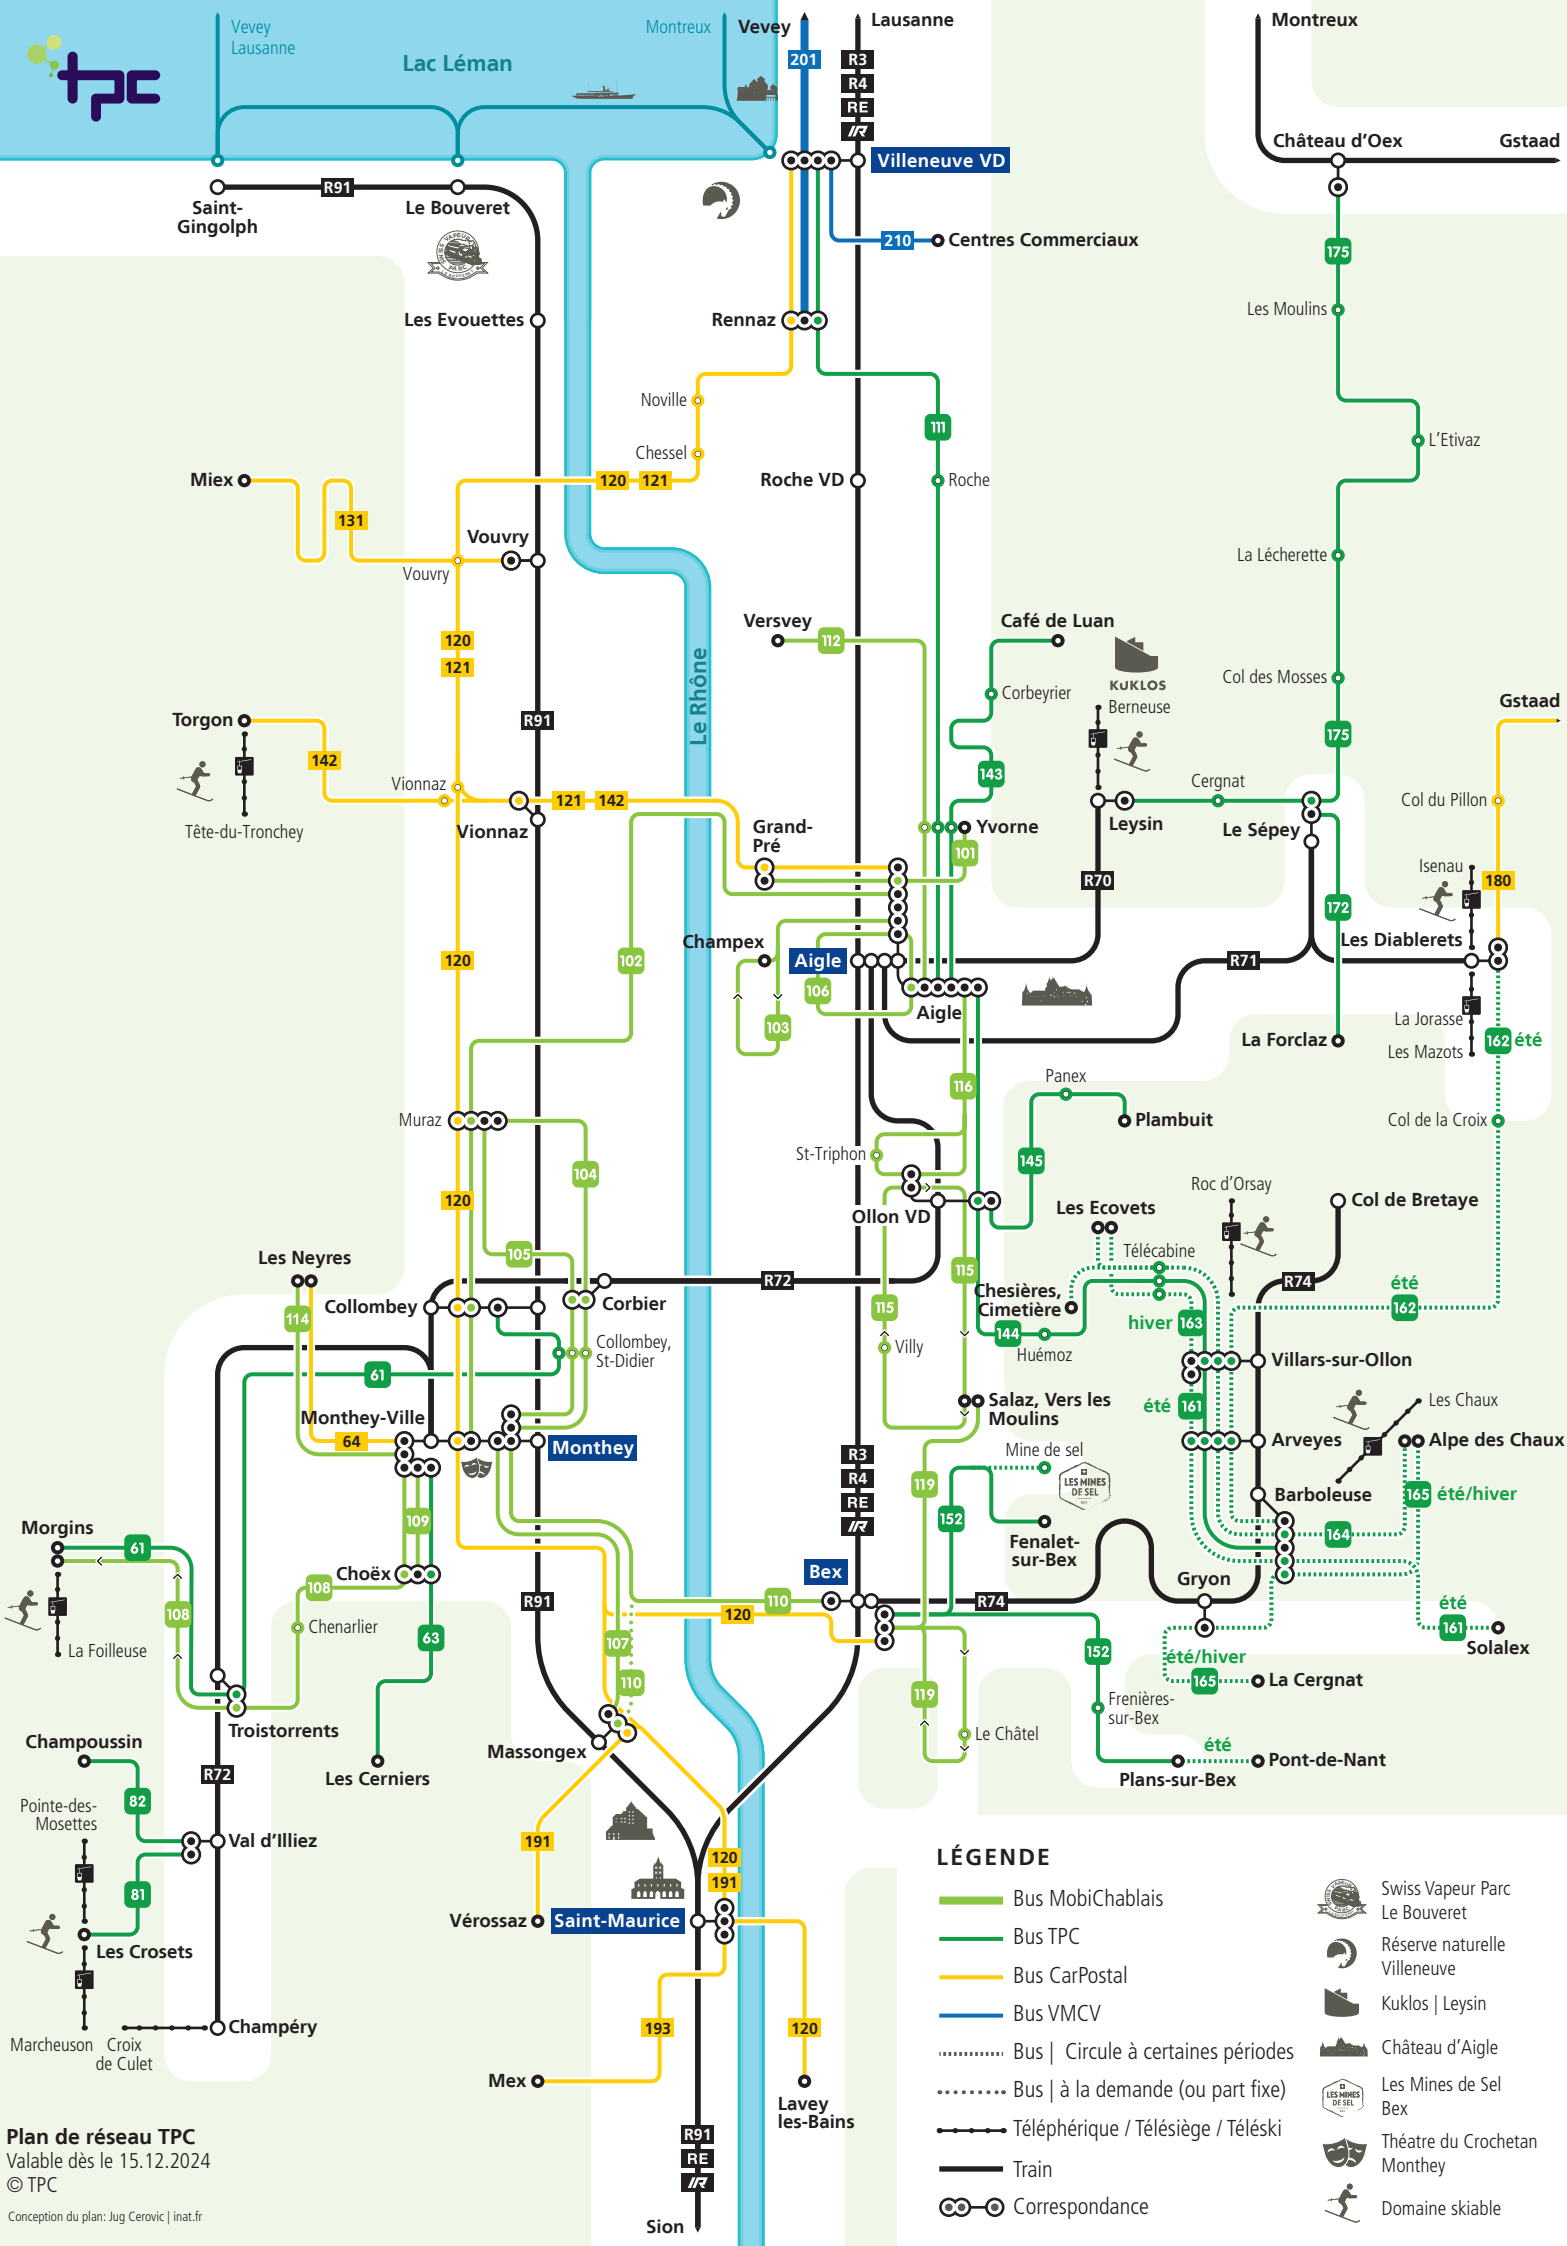 Vevey
Lausanne
Montreux
Vevey
Lausanne
Montreux
tpc
Lac Léman
201
R3
R4
RE
IR
Château d'Oex
Gstaad
Villeneuve VD
R91
Saint-
Gingolph
Le Bouveret
SWISS VAPEUR
PARC
LE BOUVERET
210
Centres Commerciaux
175
Les Moulins
Les Evouettes
Rennaz
Noville
111
L'Etivaz
Chessel
Miex
120
121
Roche VD
Roche
131
Vouvry
Vouvry
La Lécherette
Versvey
Café de Luan
112
120
121
Le Rhône
KUKLOS
Col des Mosses
Corbeyrier
Berneuse
Gstaad
Torgon
R91
175
142
143
Vionnaz
Cergnat
121
142
Col du Pillon
Tête-du-Tronchey
Vionnaz
Grand-
Pré
Yvorne
Leysin
Le Sépey
101
Isenau
R70
180
172
Champex
Les Diablerets
120
102
Aigle
R71
106
Aigle
La Jorasse
103
La Forclaz
162
été
Les Mazots
116
Panex
Muraz
Plambuit
Col de la Croix
St-Triphon
104
145
Roc d'Orsay
120
Ollon VD
Les Ecovets
Col de Bretaye
105
Télécabine
Les Neyres
R72
115
R74
été
Chesières,
Cimetière
162
Collombey
Corbier
115
114
hiver
163
144
Collombey,
St-Didier
Villy
Huémoz
Villars-sur-Ollon
61
Salaz, Vers les
Moulins
été
161
Les Chaux
Monthey-Ville
64
Monthey
Mine de sel
Arveyes
Alpe des Chaux
R3
R4
RE
IR
119
LES MINES
DE SEL
BEX
Barboleuse
165
été/hiver
109
152
Morgins
61
Fenalet-
sur-Bex
164
Choëx
Bex
Gryon
108
R91
110
R74
108
120
été
Chenarlier
63
107
152
161
La Foilleuse
Solalex
été/hiver
110
165
La Cergnat
119
Frenières-
sur-Bex
Troistorrents
Champoussin
Le Châtel
Massongex
été
Les Cerniers
Plans-sur-Bex
Pont-de-Nant
R72
82
Pointe-des-
Mosettes
191
Val d'Illiez
120
191
81
Vérossaz
Saint-Maurice
Les Crosets
Champéry
193
120
Marcheuson
Croix
de Culet
Mex
Lavey
les-Bains
R91
RE
IR
Sion
LÉGENDE
Bus MobiChablais
Bus TPC
Bus CarPostal
Bus VMCV
Bus | Circule à certaines périodes
Bus | à la demande (ou part fixe)
Téléphérique / Télésiège / Téléski
Train
Correspondance
Swiss Vapeur Parc
Le Bouveret
Réserve naturelle
Villeneuve
Kuklos | Leysin
Château d'Aigle
LES MINES
DE SEL
Les Mines de Sel
Bex
Théatre du Crochetan
Monthey
Domaine skiable
Plan de réseau TPC
Valable dès le 15.12.2024
© TPC
Conception du plan: Jug Cerovic | inat.fr